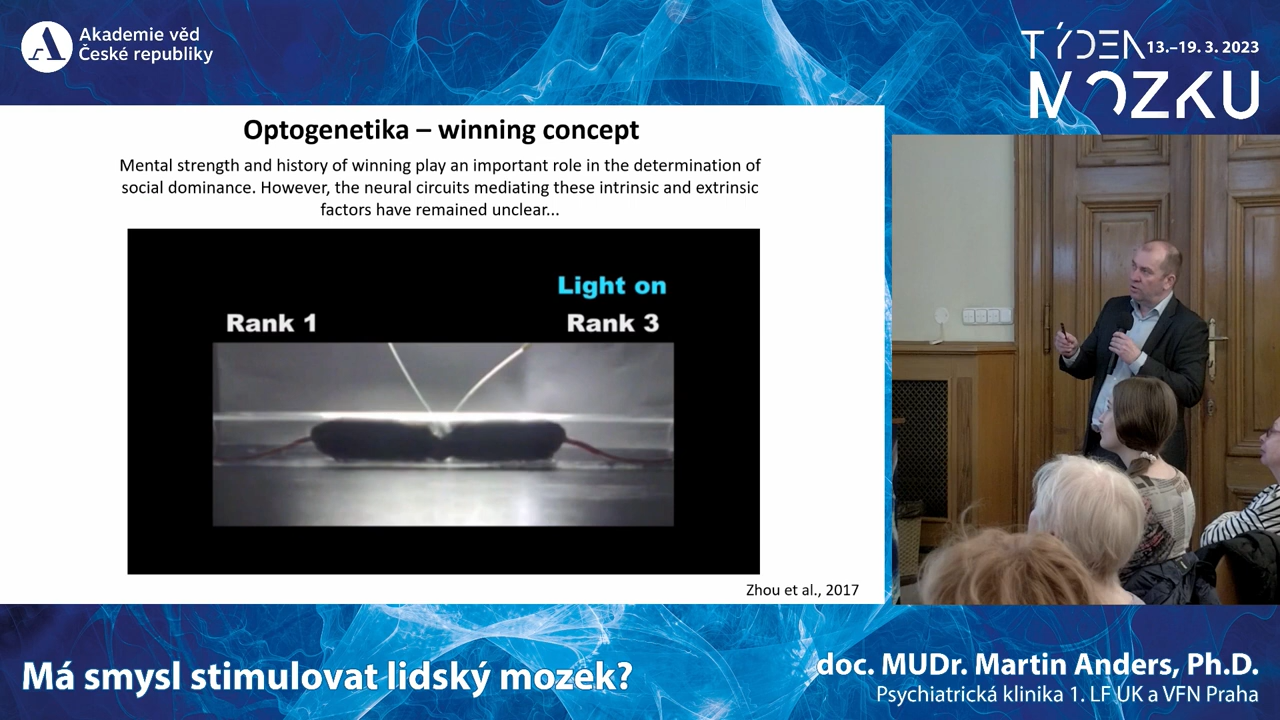 Akademie věd
České republiky
TÝDEN 13.–19. 3. 2023
MOZKU
Optogenetika – winning concept
Mental strength and history of winning play an important role in the determination of
social dominance. However, the neural circuits mediating these intrinsic and extrinsic
factors have remained unclear...
Light on
Rank 1 Rank 3
Zhou et al., 2017
Má smysl stimulovat lidský mozek?
doc. MUDr. Martin Anders, Ph.D.
Psychiatrická klinika 1. LF UK a VFN Praha